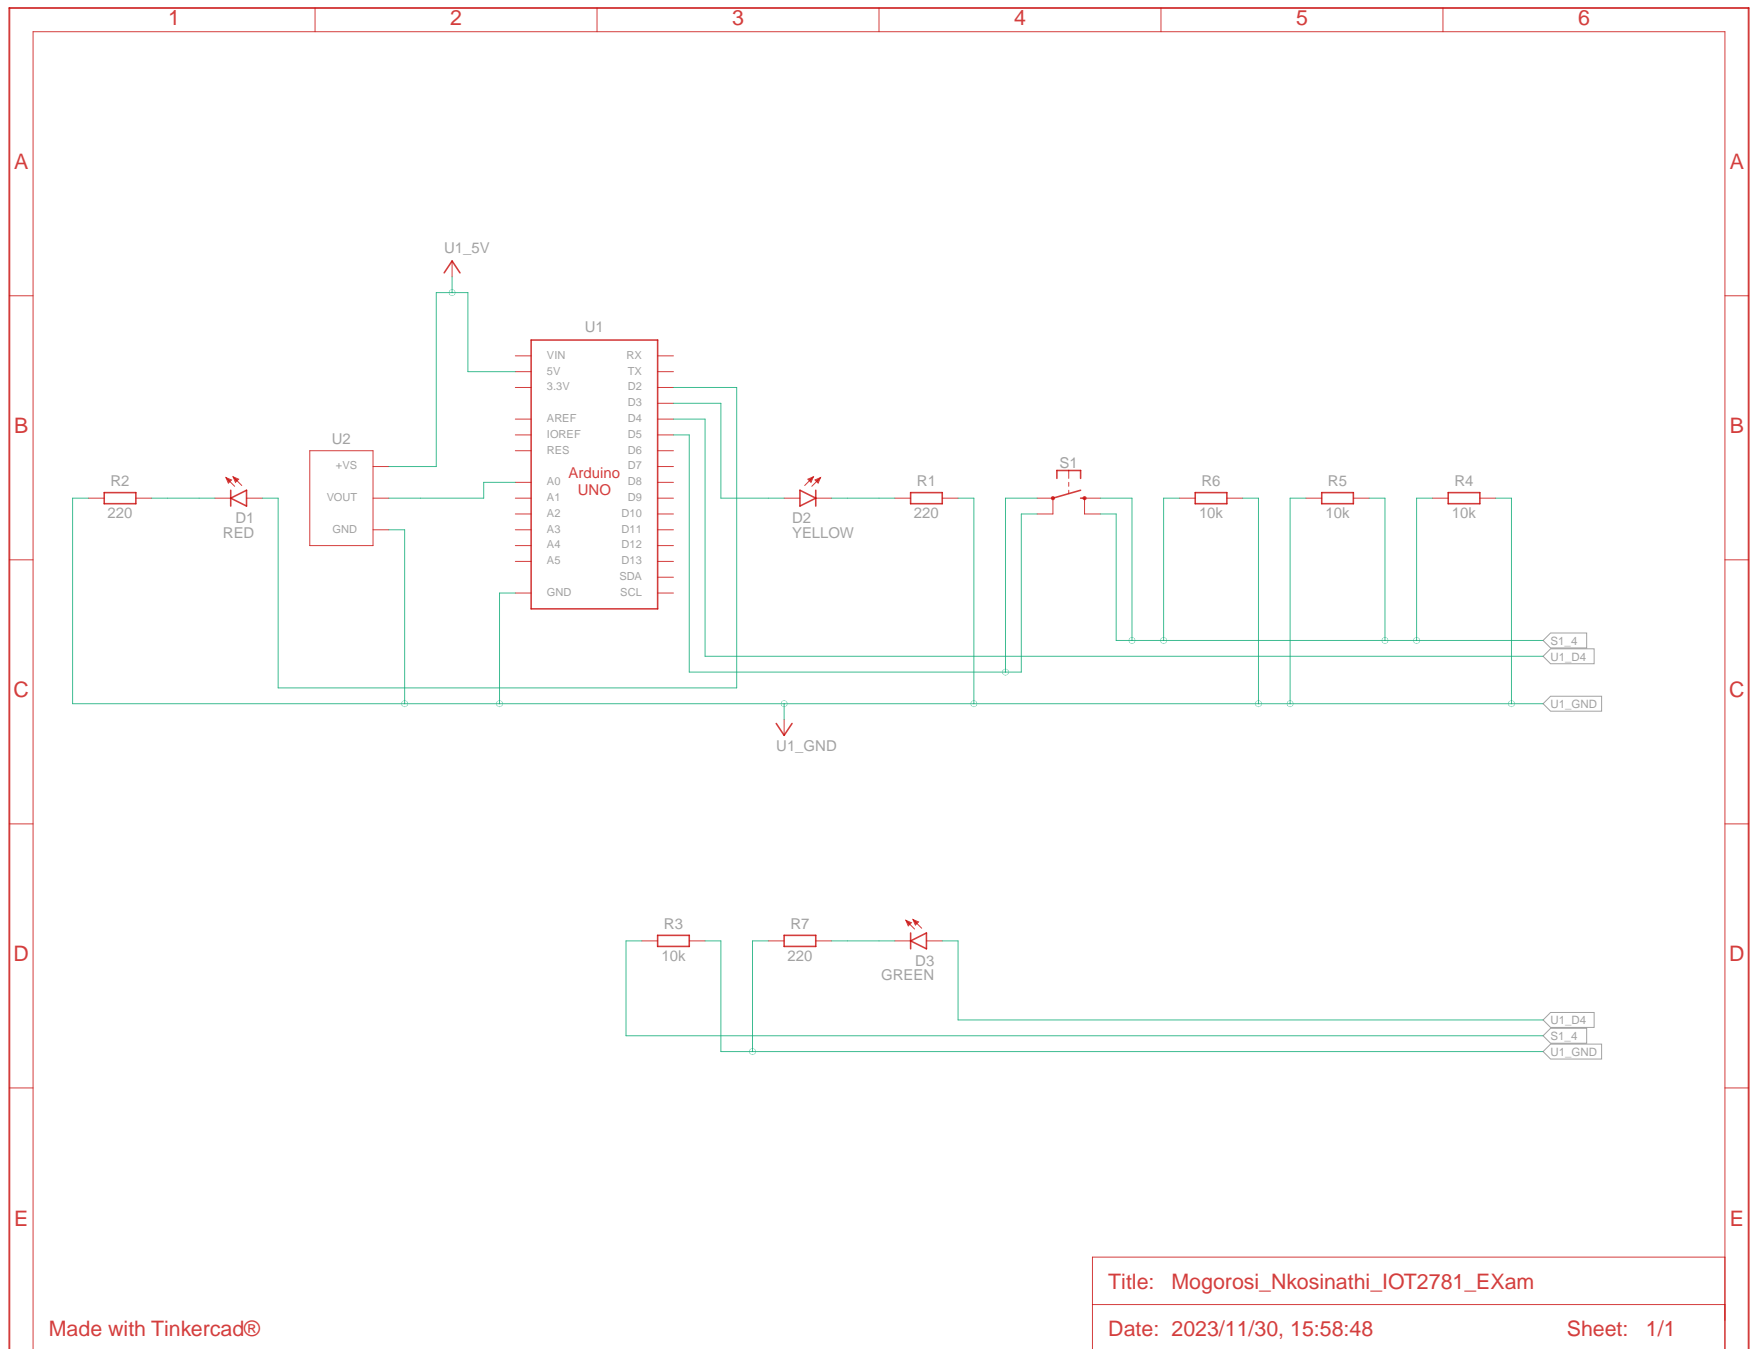 1 2 3 4 5 6
A A
U1_5V
U1
VIN RX
5V TX
3.3V D2
D3
AREF D4
IOREF D5
RES D6
D7
A0 D8
A1 D9
A2 D10
A3 D11
A4 D12
A5 D13
SDA
GND SCL
Arduino
UNO
B B
U2
+VS
VOUT
GND
R2
220
D1
RED
D2
YELLOW
R1
220
S1
R6
10k
R5
10k
R4
10k
S1_4
U1_D4
C C
U1_GND
U1_GND
R3
10k
R7
220
D3
GREEN
D D
U1_D4
S1_4
U1_GND
E E
Title: Mogorosi_Nkosinathi_IOT2781_EXam
Made with Tinkercad®
Date: 2023/11/30, 15:58:48 Sheet: 1/1